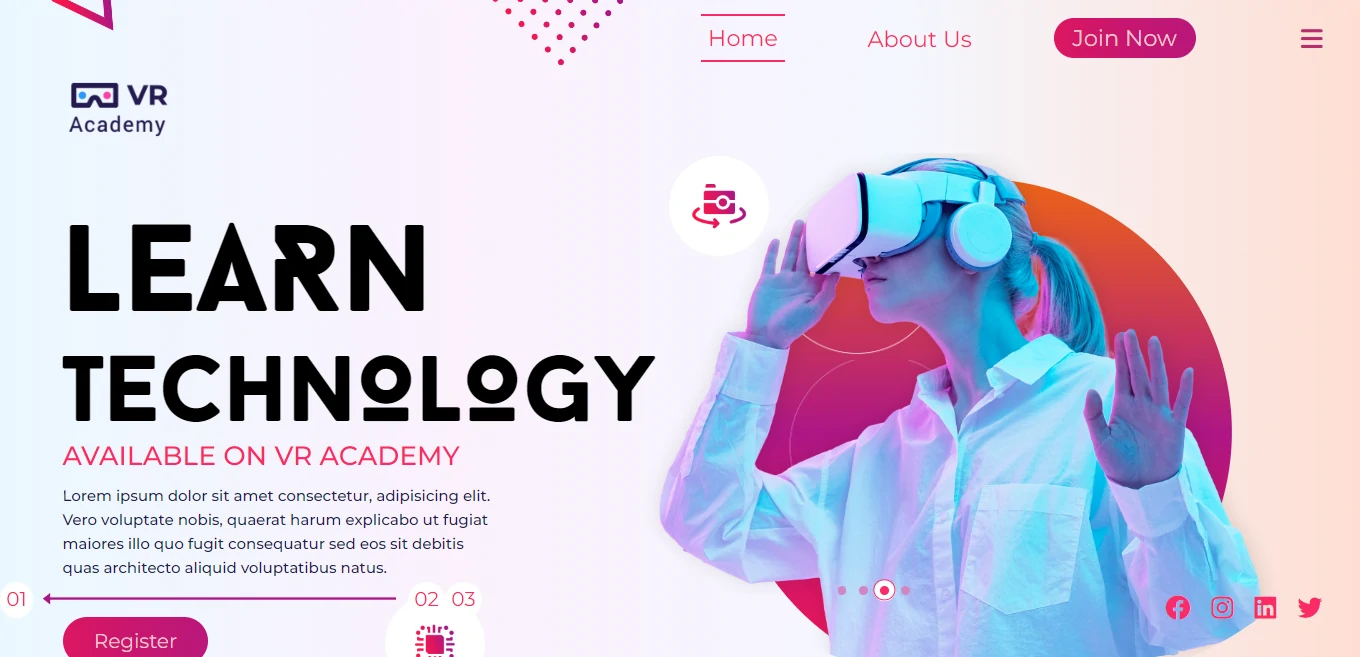 Home
About Us
Join Now
VR
Academy
LEARN
TECHNOLOGY
AVAILABLE ON VR ACADEMY
Lorem ipsum dolor sit amet consectetur, adipisicing elit.
Vero voluptate nobis, quaerat harum explicabo ut fugiat
maiores illo quo fugit consequatur sed eos sit debitis
quas architecto aliquid voluptatibus natus.
01
02
03
Register